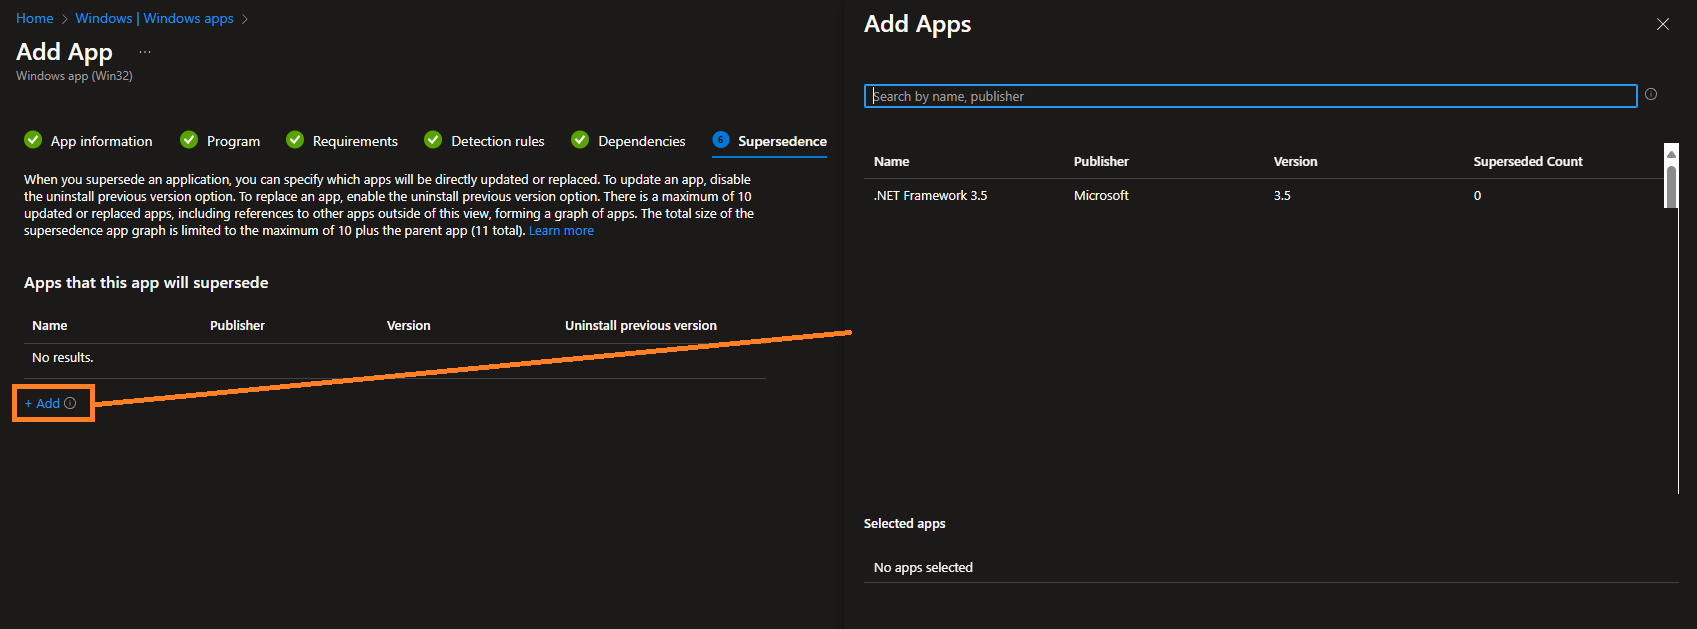 Home > Windows | Windows apps >
Add App ...
Windows app (Win32)
App information
Program
Requirements
Detection rules
Dependencies
6 Supersedence
When you supersede an application, you can specify which apps will be directly updated or replaced. To update an app, disable
the uninstall previous version option. To replace an app, enable the uninstall previous version option. There is a maximum of 10
updated or replaced apps, including references to other apps outside of this view, forming a graph of apps. The total size of the
supersedence app graph is limited to the maximum of 10 plus the parent app (11 total). Learn more
Apps that this app will supersede
Name Publisher Version Uninstall previous version
No results.
+ Add
Add Apps
Search by name, publisher
Name Publisher Version Superseded Count
.NET Framework 3.5 Microsoft 3.5 0
Selected apps
No apps selected